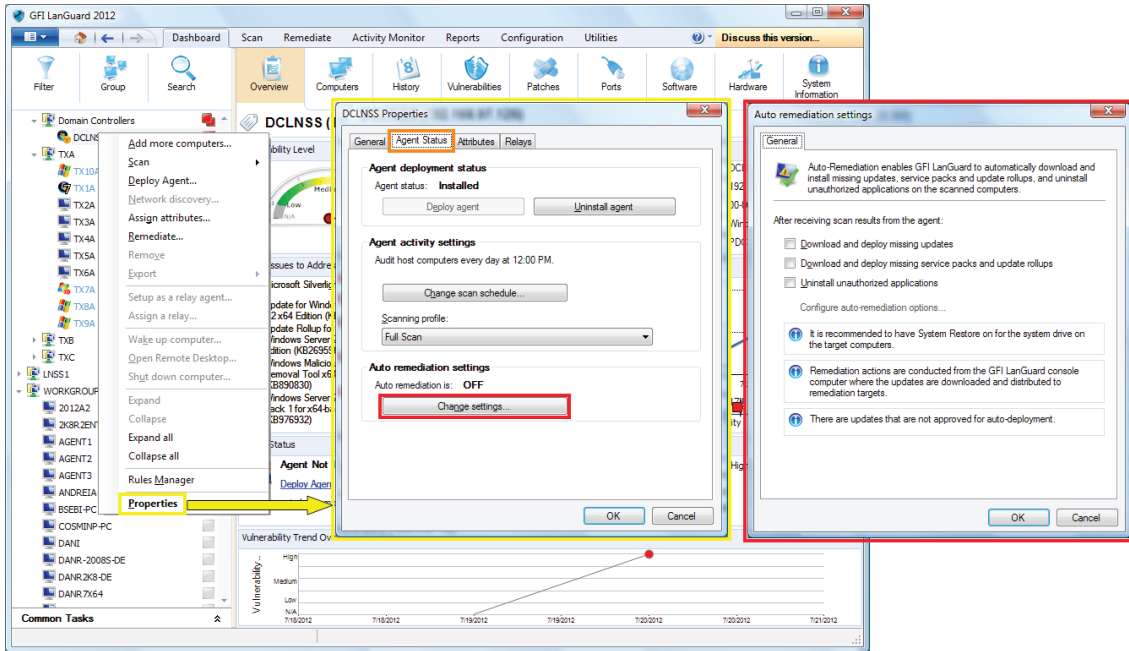 GFI LanGuard 2012
Dashboard
Scan
Remediate
Activity Monitor
Reports
Configuration
Utilities
Discuss this version...
Filter
Group
Search
Overview
Computers
History
Vulnerabilities
Patches
Ports
Software
Hardware
System Information
Domain Controllers
TXA
TX10A
TX1A
TX2A
TX3A
TX4A
TX5A
TX6A
TX7A
TX8A
TX9A
TXB
TXC
LNSS1
WORKGROUP
2012A2
AGENT1
AGENT2
AGENT3
BSEBI-PC
COSMINP-PC
DANI
DANR-2008S-DE
DANR2K8-DE
DANR7X64
Common Tasks
Add more computers...
Scan
Deploy Agent...
Network discovery...
Assign attributes...
Remediate...
Remove
Export
Setup as a relay agent...
Assign a relay...
Wake up computer...
Open Remote Desktop...
Shut down computer...
Expand
Collapse
Expand all
Collapse all
Rules Manager
Properties
DCLNSS
Low
N/A
(KB890830)
KB976932)
Status
Agent Not
Deploy Agen
Vulnerability Trend Ov
Vulnerability...
High
Medium
Low
N/A
7/18/2012
7/18/2012
7/19/2012
7/19/2012
7/20/2012
7/20/2012
7/21/2012
DCLNSS Properties
General
Agent Status
Attributes
Relays
Agent deployment status
Agent status: Installed
Deploy agent
Uninstall agent
Agent activity settings
Audit host computers every day at 12:00 PM.
Change scan schedule...
Scanning profile:
Full Scan
Auto remediation settings
Auto remediation is: OFF
Change settings...
OK
Cancel
Auto remediation settings
General
Auto-Remediation enables GFI LanGuard to automatically download and
install missing updates, service packs and update rollups, and uninstall
unauthorized applications on the scanned computers.
After receiving scan results from the agent:
Download and deploy missing updates
Download and deploy missing service packs and update rollups
Uninstall unauthorized applications
Configure auto-remediation options...
It is recommended to have System Restore on for the system drive on
the target computers.
Remediation actions are conducted from the GFI LanGuard console
computer where the updates are downloaded and distributed to
remediation targets.
There are updates that are not approved for auto-deployment.
OK
Cancel